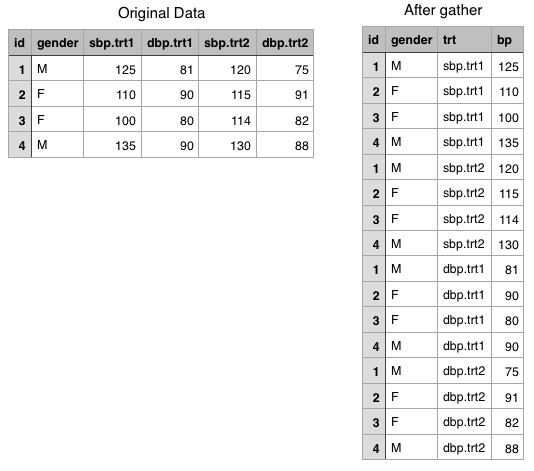 Original Data
id gender sbp.trt1 dbp.trt1 sbp.trt2 dbp.trt2
1 M 125 81 120 75
2 F 110 90 115 91
3 F 100 80 114 82
4 M 135 90 130 88
After gather
id gender trt bp
1 M sbp.trt1 125
2 F sbp.trt1 110
3 F sbp.trt1 100
4 M sbp.trt1 135
1 M sbp.trt2 120
2 F sbp.trt2 115
3 F sbp.trt2 114
4 M sbp.trt2 130
1 M dbp.trt1 81
2 F dbp.trt1 90
3 F dbp.trt1 80
4 M dbp.trt1 90
1 M dbp.trt2 75
2 F dbp.trt2 91
3 F dbp.trt2 82
4 M dbp.trt2 88